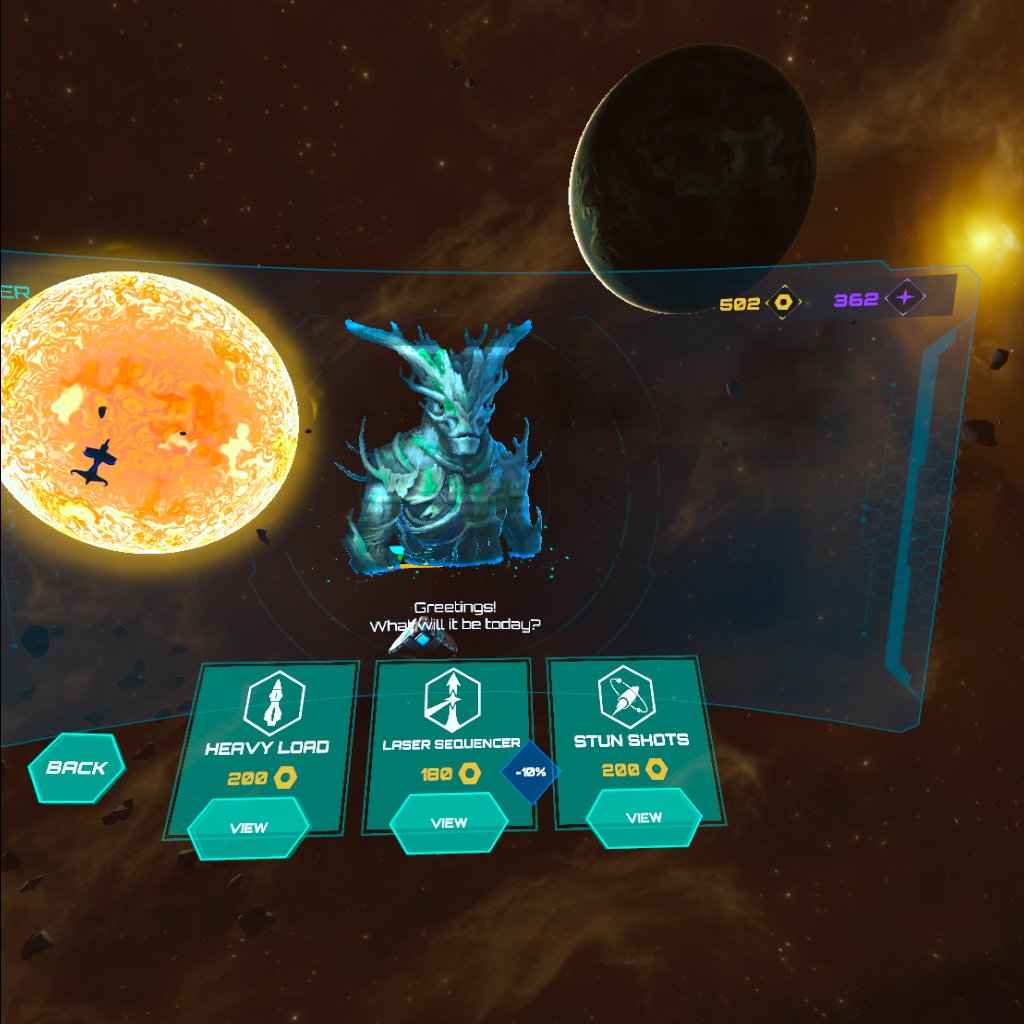 ER
502
362
Greetings!
What will it be today?
HEAVY LOAD
200
VIEW
LASER SEQUENCER
180
-10%
VIEW
STUN SHOTS
200
VIEW
BACK